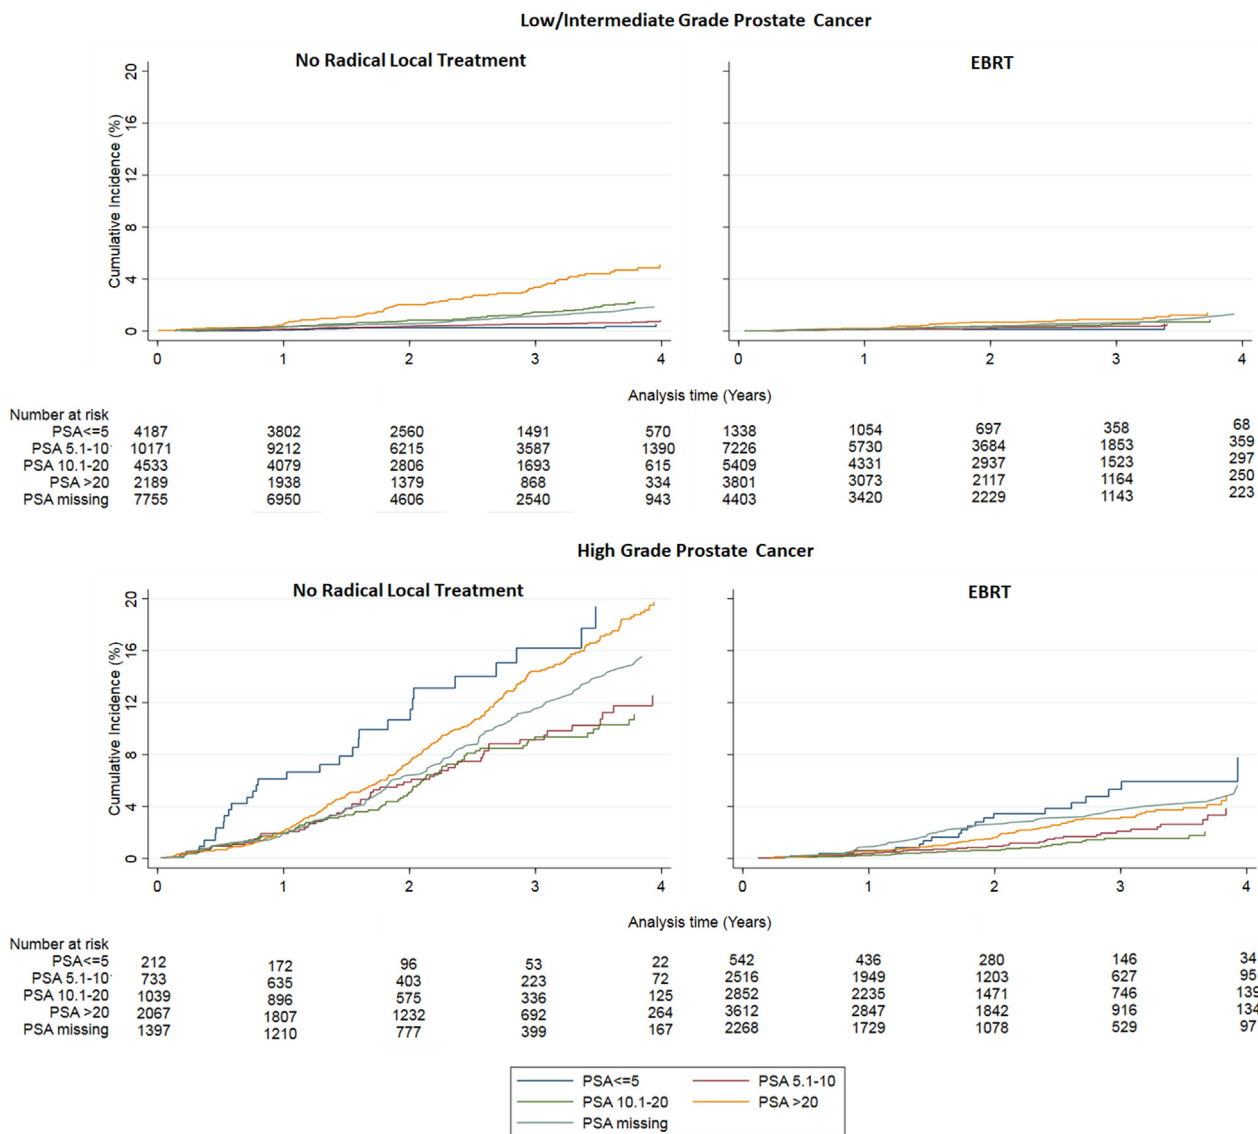 Low/Intermediate Grade Prostate Cancer
No Radical Local Treatment
EBRT
Cumulative Incidence (%)
20
16
12
8
4
0
0 1 2 3 4
0 1 2 3 4
Analysis time (Years)
Number at risk
PSA<=5 4187 3802 2560 1491 570 1338 1054 697 358 68
PSA 5.1-10 10171 9212 6215 3587 1390 7226 5730 3684 1853 359
PSA 10.1-20 4533 4079 2806 1693 615 5409 4331 2937 1523 297
PSA >20 2189 1938 1379 868 334 3801 3073 2117 1164 250
PSA missing 7755 6950 4606 2540 943 4403 3420 2229 1143 223
High Grade Prostate Cancer
No Radical Local Treatment
EBRT
Cumulative Incidence (%)
20
16
12
8
4
0
0 1 2 3 4
0 1 2 3 4
Analysis time (Years)
Number at risk
PSA<=5 212 172 96 53 22 542 436 280 146 34
PSA 5.1-10 733 635 403 223 72 2516 1949 1203 627 95
PSA 10.1-20 1039 896 575 336 125 2852 2235 1471 746 139
PSA >20 2067 1807 1232 692 264 3612 2847 1842 916 134
PSA missing 1397 1210 777 399 167 2268 1729 1078 529 97
PSA<=5 PSA 5.1-10
PSA 10.1-20 PSA >20
PSA missing